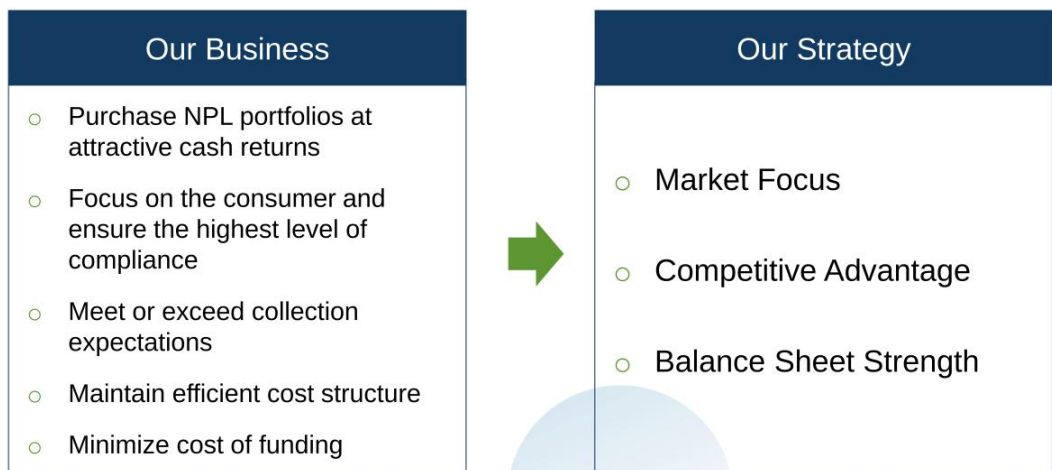 Our Business
Purchase NPL portfolios at
attractive cash returns
Focus on the consumer and
ensure the highest level of
compliance
Meet or exceed collection
expectations
Maintain efficient cost structure
Minimize cost of funding
Our Strategy
Market Focus
Competitive Advantage
Balance Sheet Strength